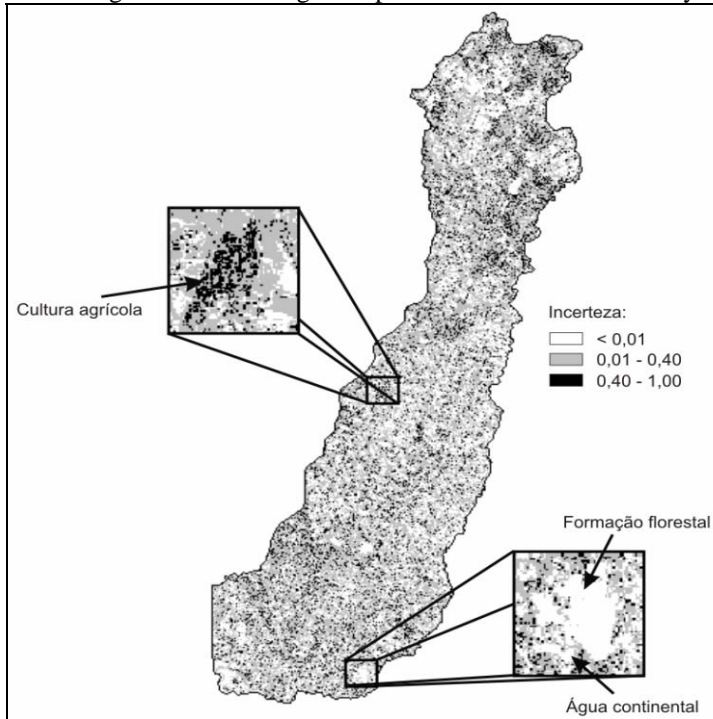 Cultura agrícola
Incerteza:
< 0,01
0,01 - 0,40
0,40 - 1,00
Formação florestal
Água continental